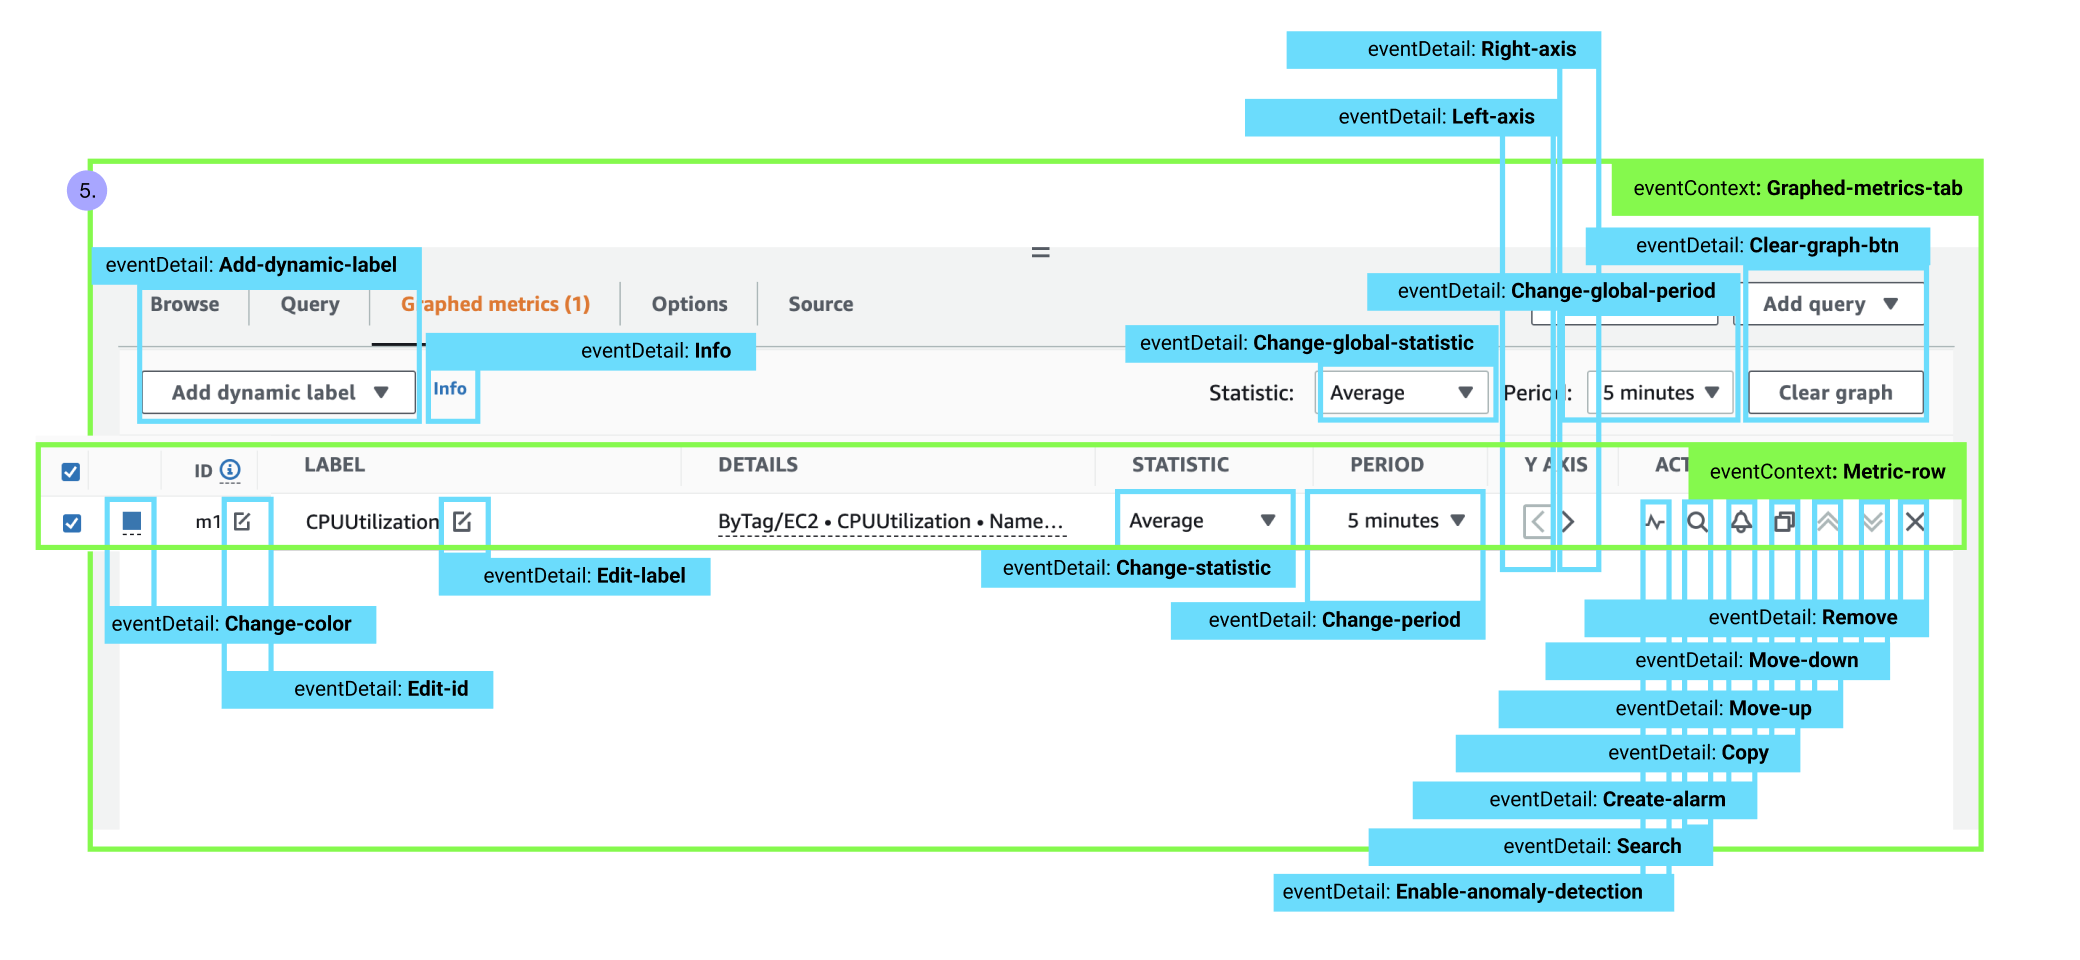 eventDetail: Right-axis
eventDetail: Left-axis
5.
eventContext: Graphed-metrics-tab
eventDetail: Clear-graph-btn
eventDetail: Add-dynamic-label
eventDetail: Change-global-period
Browse
Query
Graphed metrics (1)
Options
Source
Add query
eventDetail: Change-global-statistic
eventDetail: Info
Add dynamic label
Info
Statistic:
Average
Period:
5 minutes
Clear graph
ID
LABEL
DETAILS
STATISTIC
PERIOD
Y AXIS
ACT
eventContext: Metric-row
m1
CPUUtilization
ByTag/EC2 • CPUUtilization • Name...
Average
5 minutes
eventDetail: Change-statistic
eventDetail: Edit-label
eventDetail: Change-period
eventDetail: Remove
eventDetail: Change-color
eventDetail: Move-down
eventDetail: Edit-id
eventDetail: Move-up
eventDetail: Copy
eventDetail: Create-alarm
eventDetail: Search
eventDetail: Enable-anomaly-detection